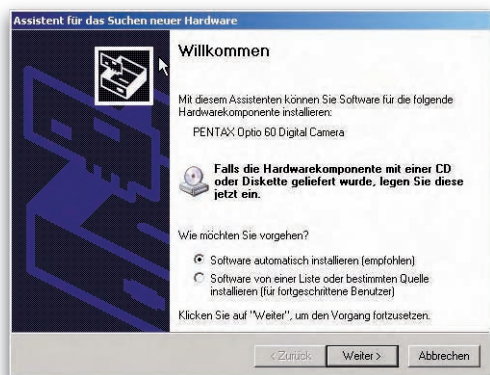 Assistent für das Suchen neuer Hardware
Willkommen
Mit diesem Assistenten können Sie Software für die folgende
Hardwarekomponente installieren:
PENTAX Optio 60 Digital Camera
Falls die Hardwarekomponente mit einer CD
oder Diskette geliefert wurde, legen Sie diese
jetzt ein.
Wie möchten Sie vorgehen?
Software automatisch installieren (empfohlen)
Software von einer Liste oder bestimmten Quelle
installieren (für fortgeschrittene Benutzer)
Klicken Sie auf "Weiter", um den Vorgang fortzusetzen.
< Zurück Weiter > Abbrechen